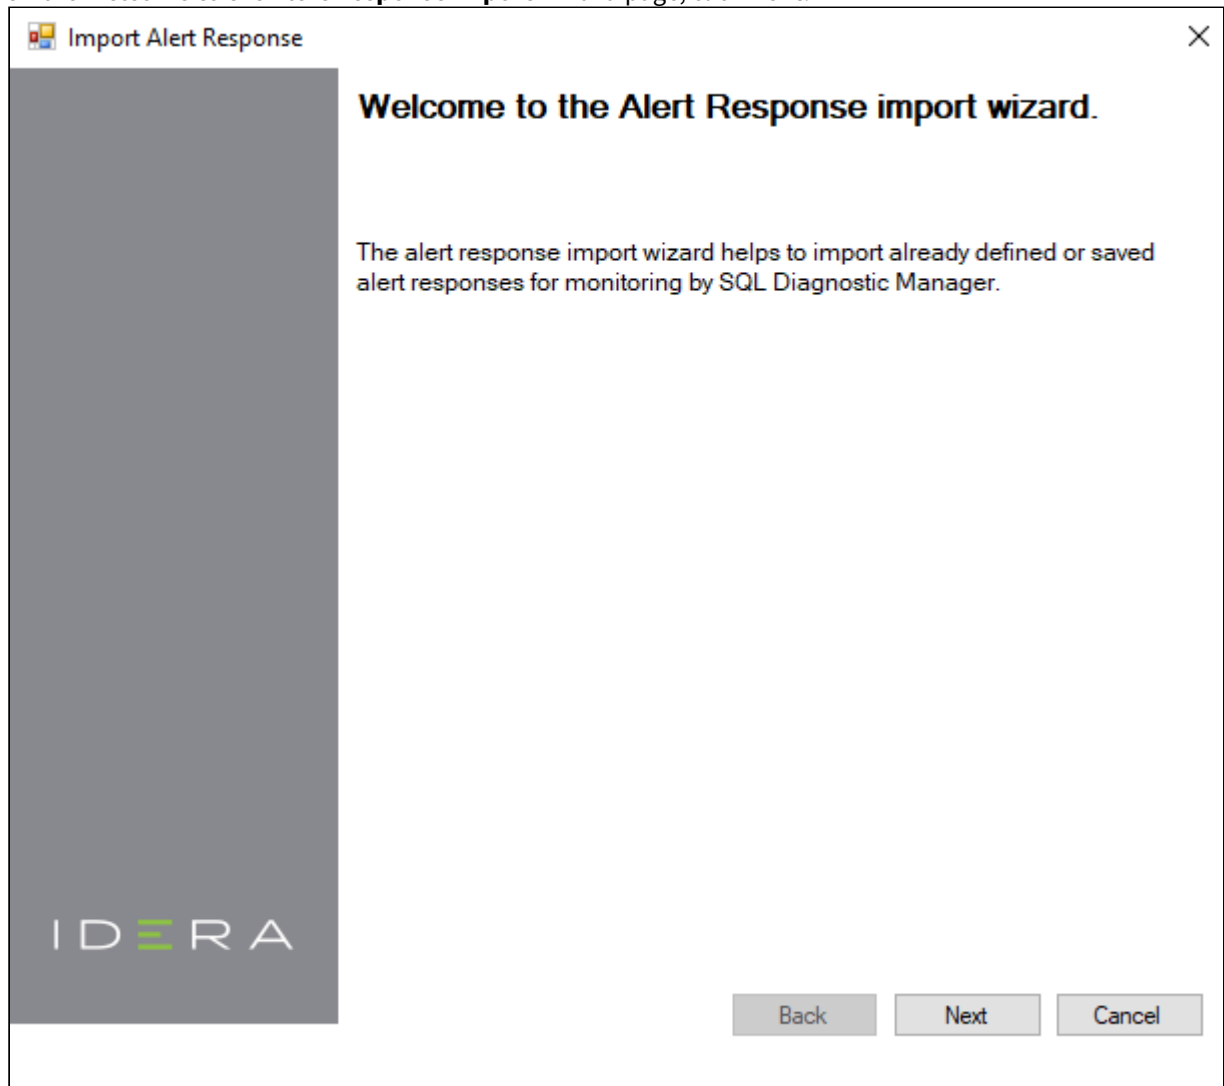 Import Alert Response
Welcome to the Alert Response import wizard.
The alert response import wizard helps to import already defined or saved
alert responses for monitoring by SQL Diagnostic Manager.
IDERA
Back Next Cancel